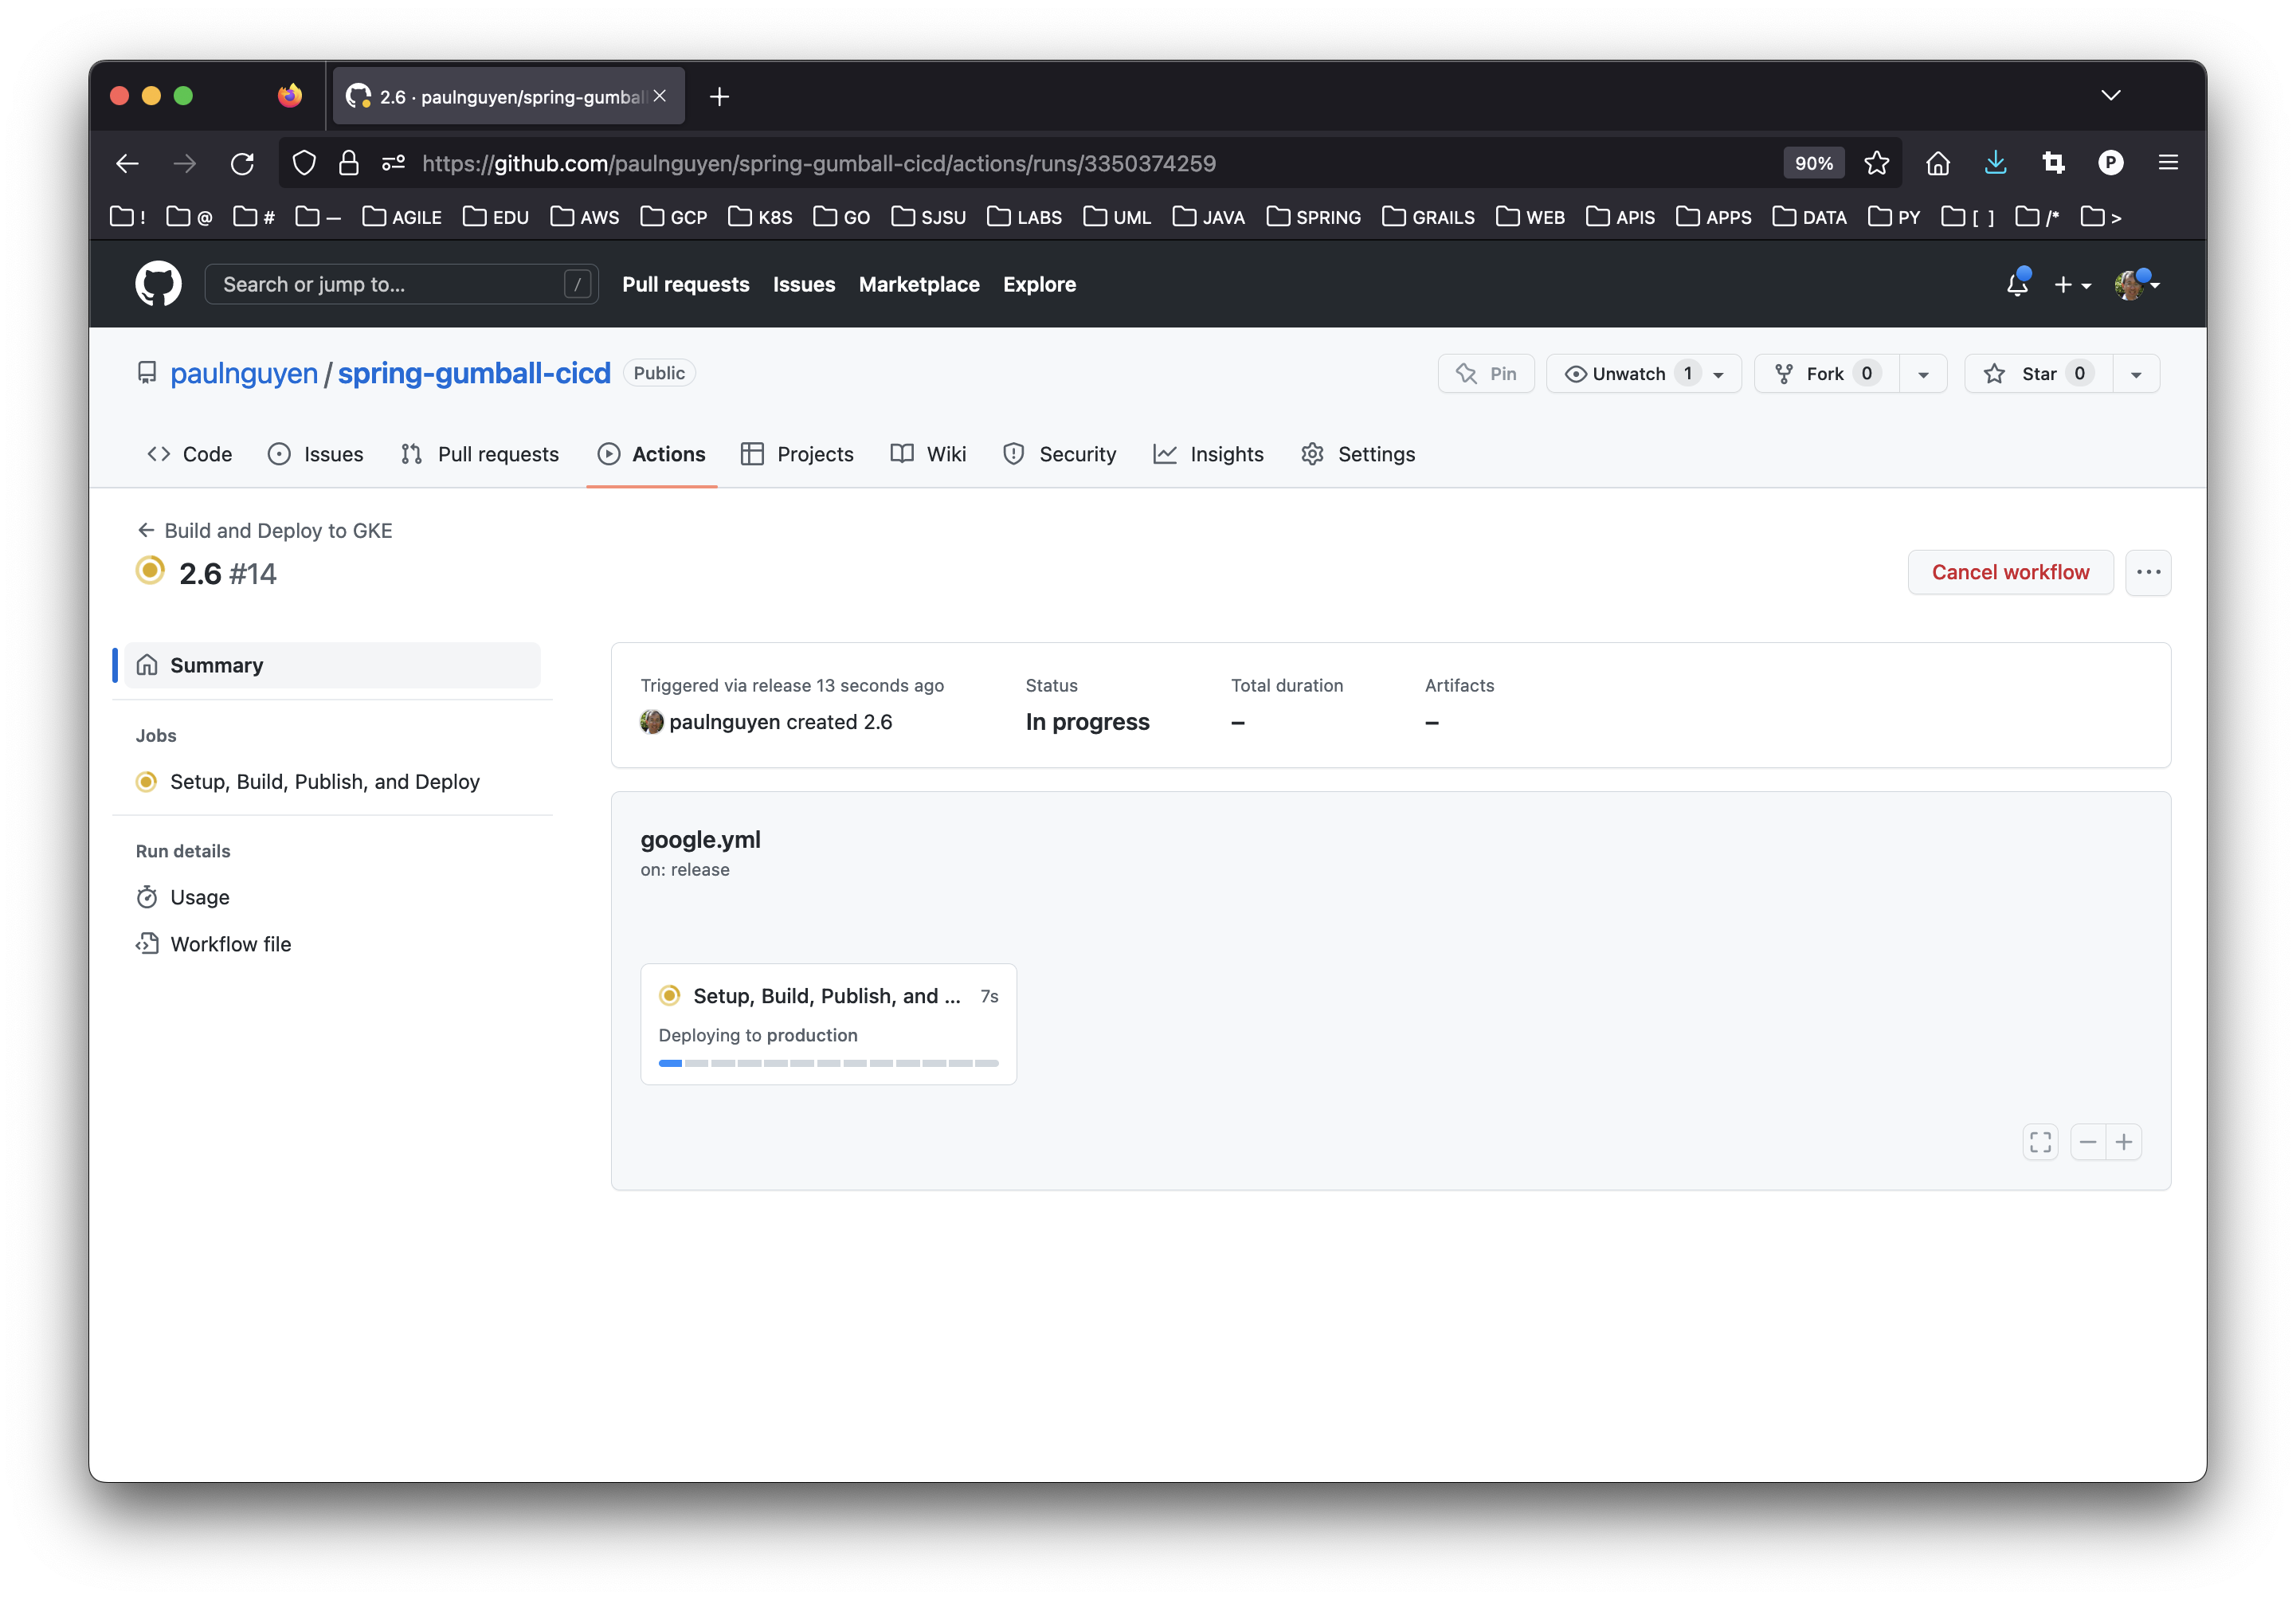 2.6 · paulnguyen/spring-gumbal
https://github.com/paulnguyen/spring-gumball-cicd/actions/runs/3350374259
90%
P
! @ # — AGILE EDU AWS GCP K8S GO SJSU LABS UML JAVA SPRING GRAILS WEB APIS APPS DATA PY [ ] /* >
Search or jump to... / Pull requests Issues Marketplace Explore
paulnguyen / spring-gumball-cicd Public
Pin Unwatch 1 Fork 0 Star 0
Code Issues Pull requests Actions Projects Wiki Security Insights Settings
← Build and Deploy to GKE
2.6 #14
Cancel workflow ...
Summary
Jobs
Setup, Build, Publish, and Deploy
Run details
Usage
Workflow file
Triggered via release 13 seconds ago
paulnguyen created 2.6
Status
In progress
Total duration
–
Artifacts
–
google.yml
on: release
Setup, Build, Publish, and ... 7s
Deploying to production